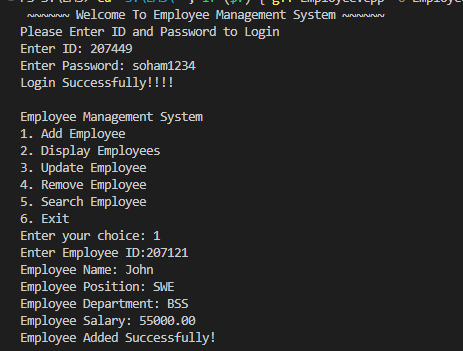 ~~~~~~ Welcome To Employee Management System ~~~~~~
Please Enter ID and Password to Login
Enter ID: 207449
Enter Password: soham1234
Login Successfully!!!!
Employee Management System
1. Add Employee
2. Display Employees
3. Update Employee
4. Remove Employee
5. Search Employee
6. Exit
Enter your choice: 1
Enter Employee ID:207121
Employee Name: John
Employee Position: SWE
Employee Department: BSS
Employee Salary: 55000.00
Employee Added Successfully!